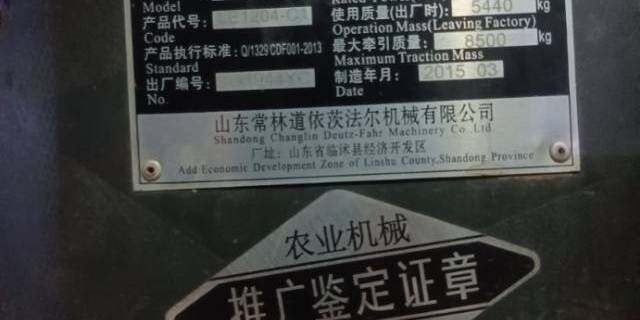 Model
使用质量(出厂时): 5440 kg
产品代号: LE1204-C1
Operation Mass(Leaving Factory)
Code
最大牵引质量: 8500 kg
产品执行标准: Q/1329CDF001-2013
Maximum Traction Mass
Standard
制造年月: 2015 03
出厂编号:
Date
No.
山东常林道依茨法尔机械有限公司
Shandong Changlin Deutz-Fahr Machinery Co.Ltd.
厂址: 山东省临沭县经济开发区
Add Economic Development Zone of Linshu County,Shandong Province
农业机械
推广鉴定证章